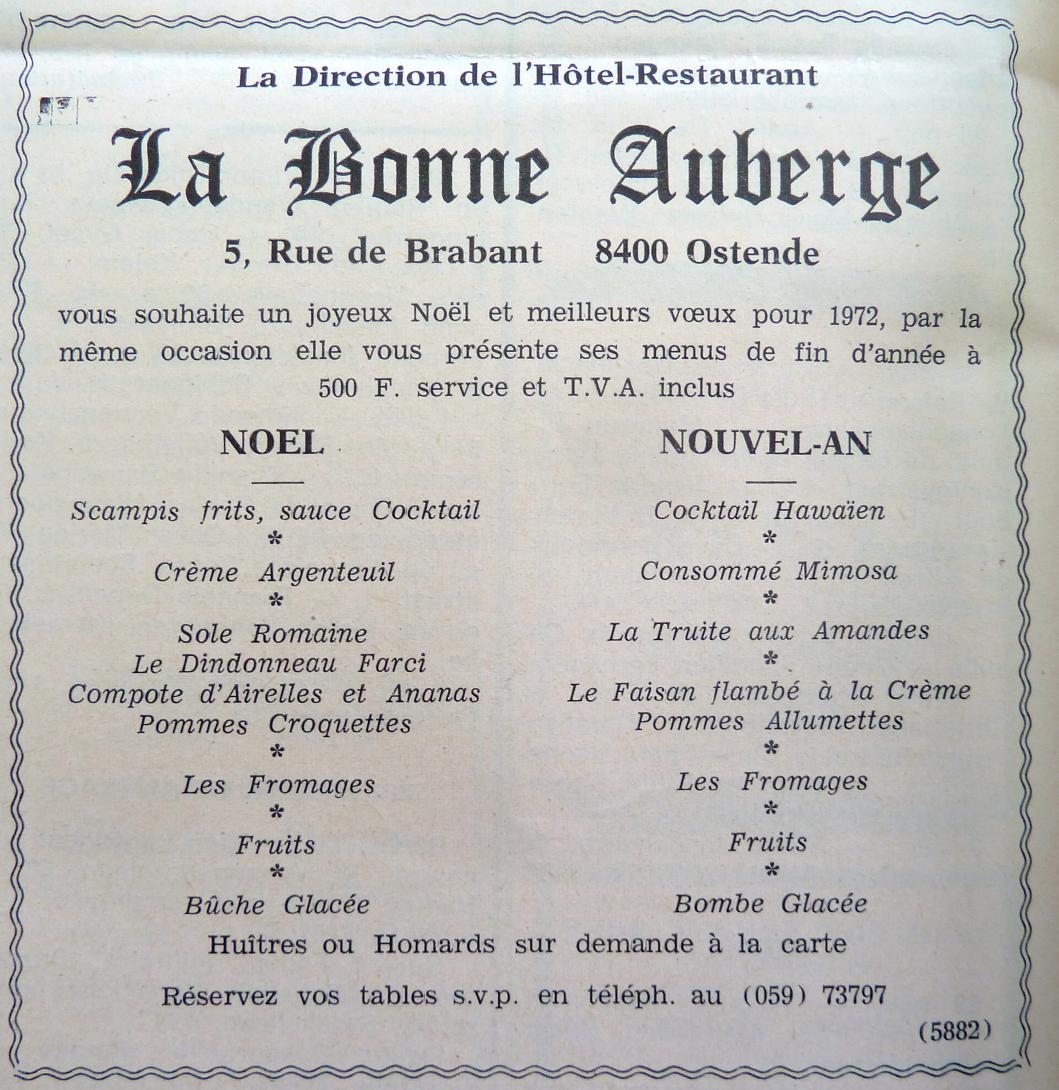 La Direction de l'Hôtel-Restaurant
La Bonne Auberge
5, Rue de Brabant 8400 Ostende
vous souhaite un joyeux Noël et meilleurs vœux pour 1972, par la
même occasion elle vous présente ses menus de fin d'année à
500 F. service et T.V.A. inclus
NOEL
Scampis frits, sauce Cocktail
*
Crème Argenteuil
*
Sole Romaine
Le Dindonneau Farci
Compote d'Airelles et Ananas
Pommes Croquettes
*
Les Fromages
*
Fruits
*
Bûche Glacée
NOUVEL-AN
Cocktail Hawaïen
*
Consommé Mimosa
*
La Truite aux Amandes
*
Le Faisan flambé à la Crème
Pommes Allumettes
*
Les Fromages
*
Fruits
*
Bombe Glacée
Huîtres ou Homards sur demande à la carte
Réservez vos tables s.v.p. en téléph. au (059) 73797
(5882)